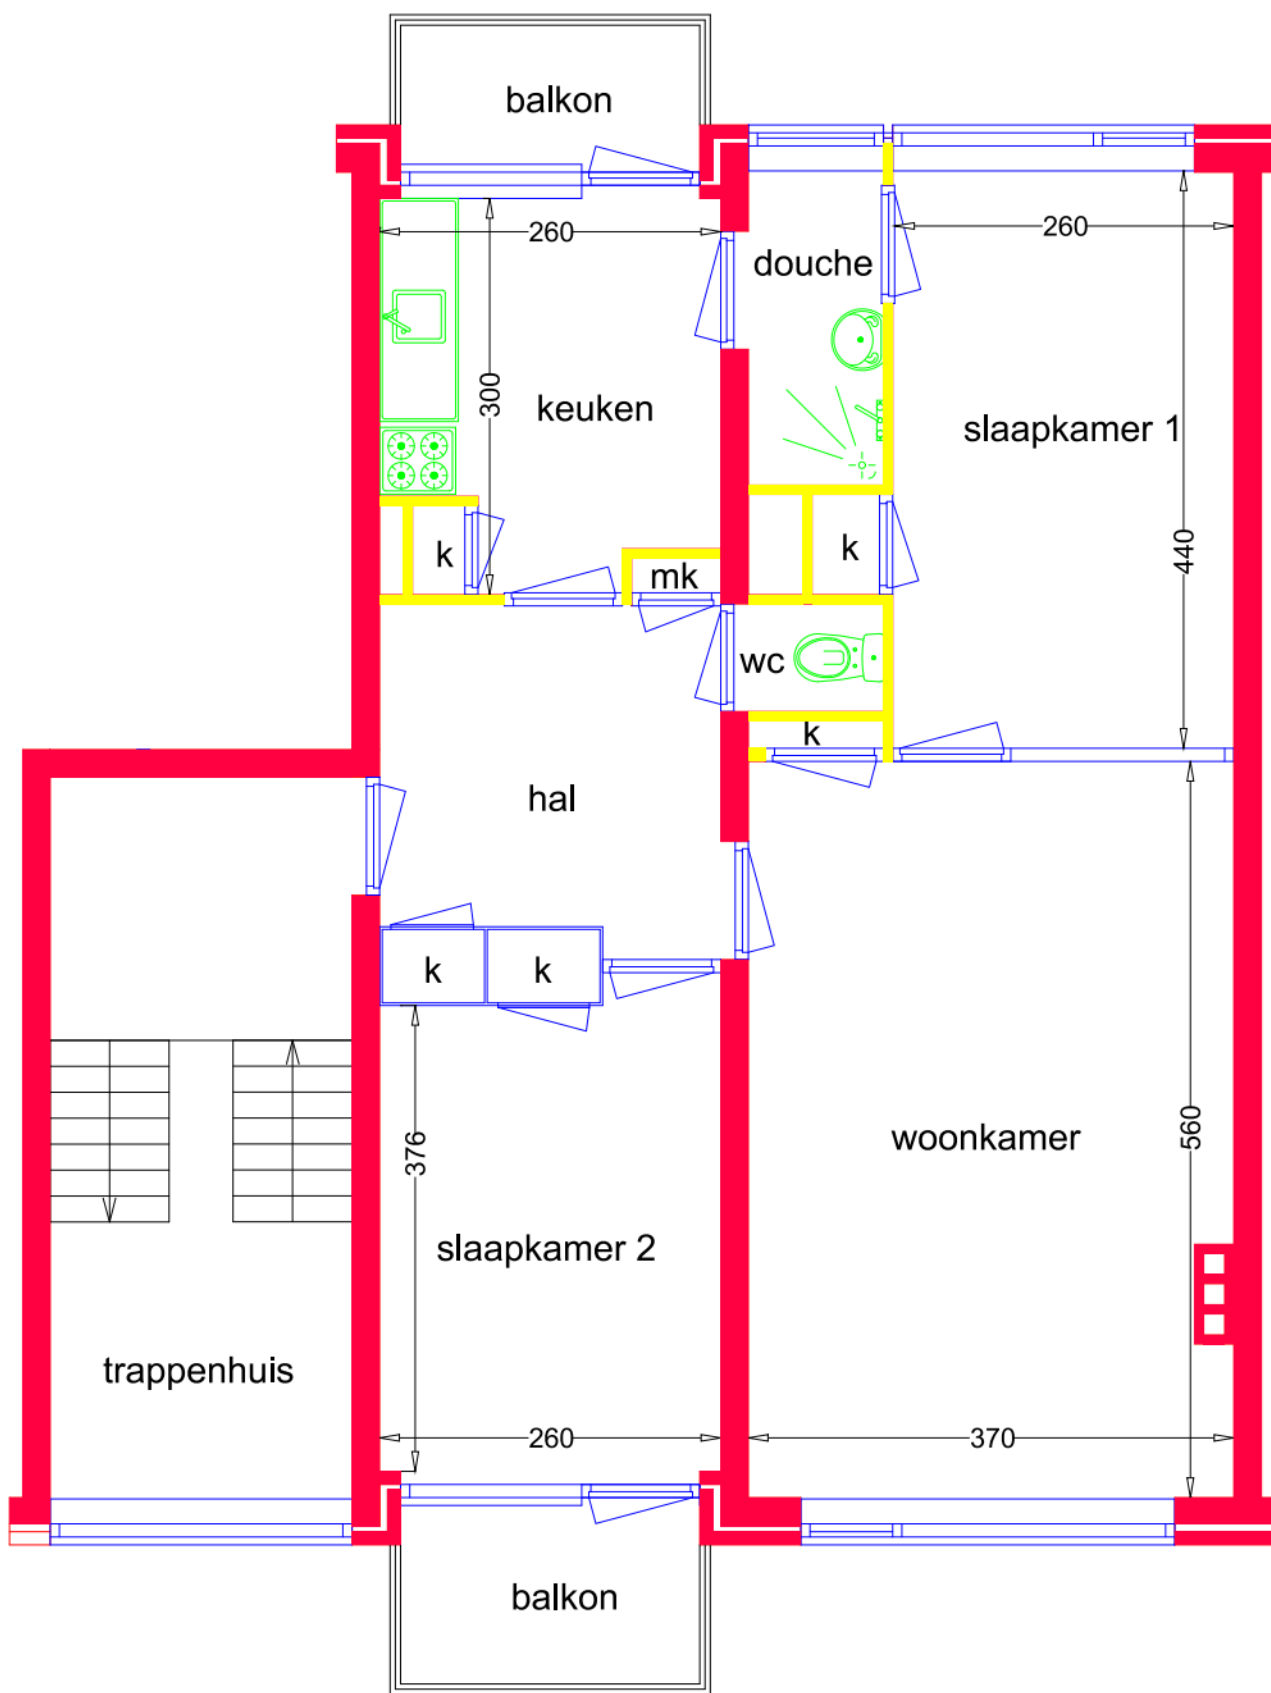 balkon
260
260
douche
300
keuken
slaapkamer 1
k
k
440
mk
wc
k
hal
k
k
376
560
woonkamer
slaapkamer 2
trappenhuis
260
370
balkon